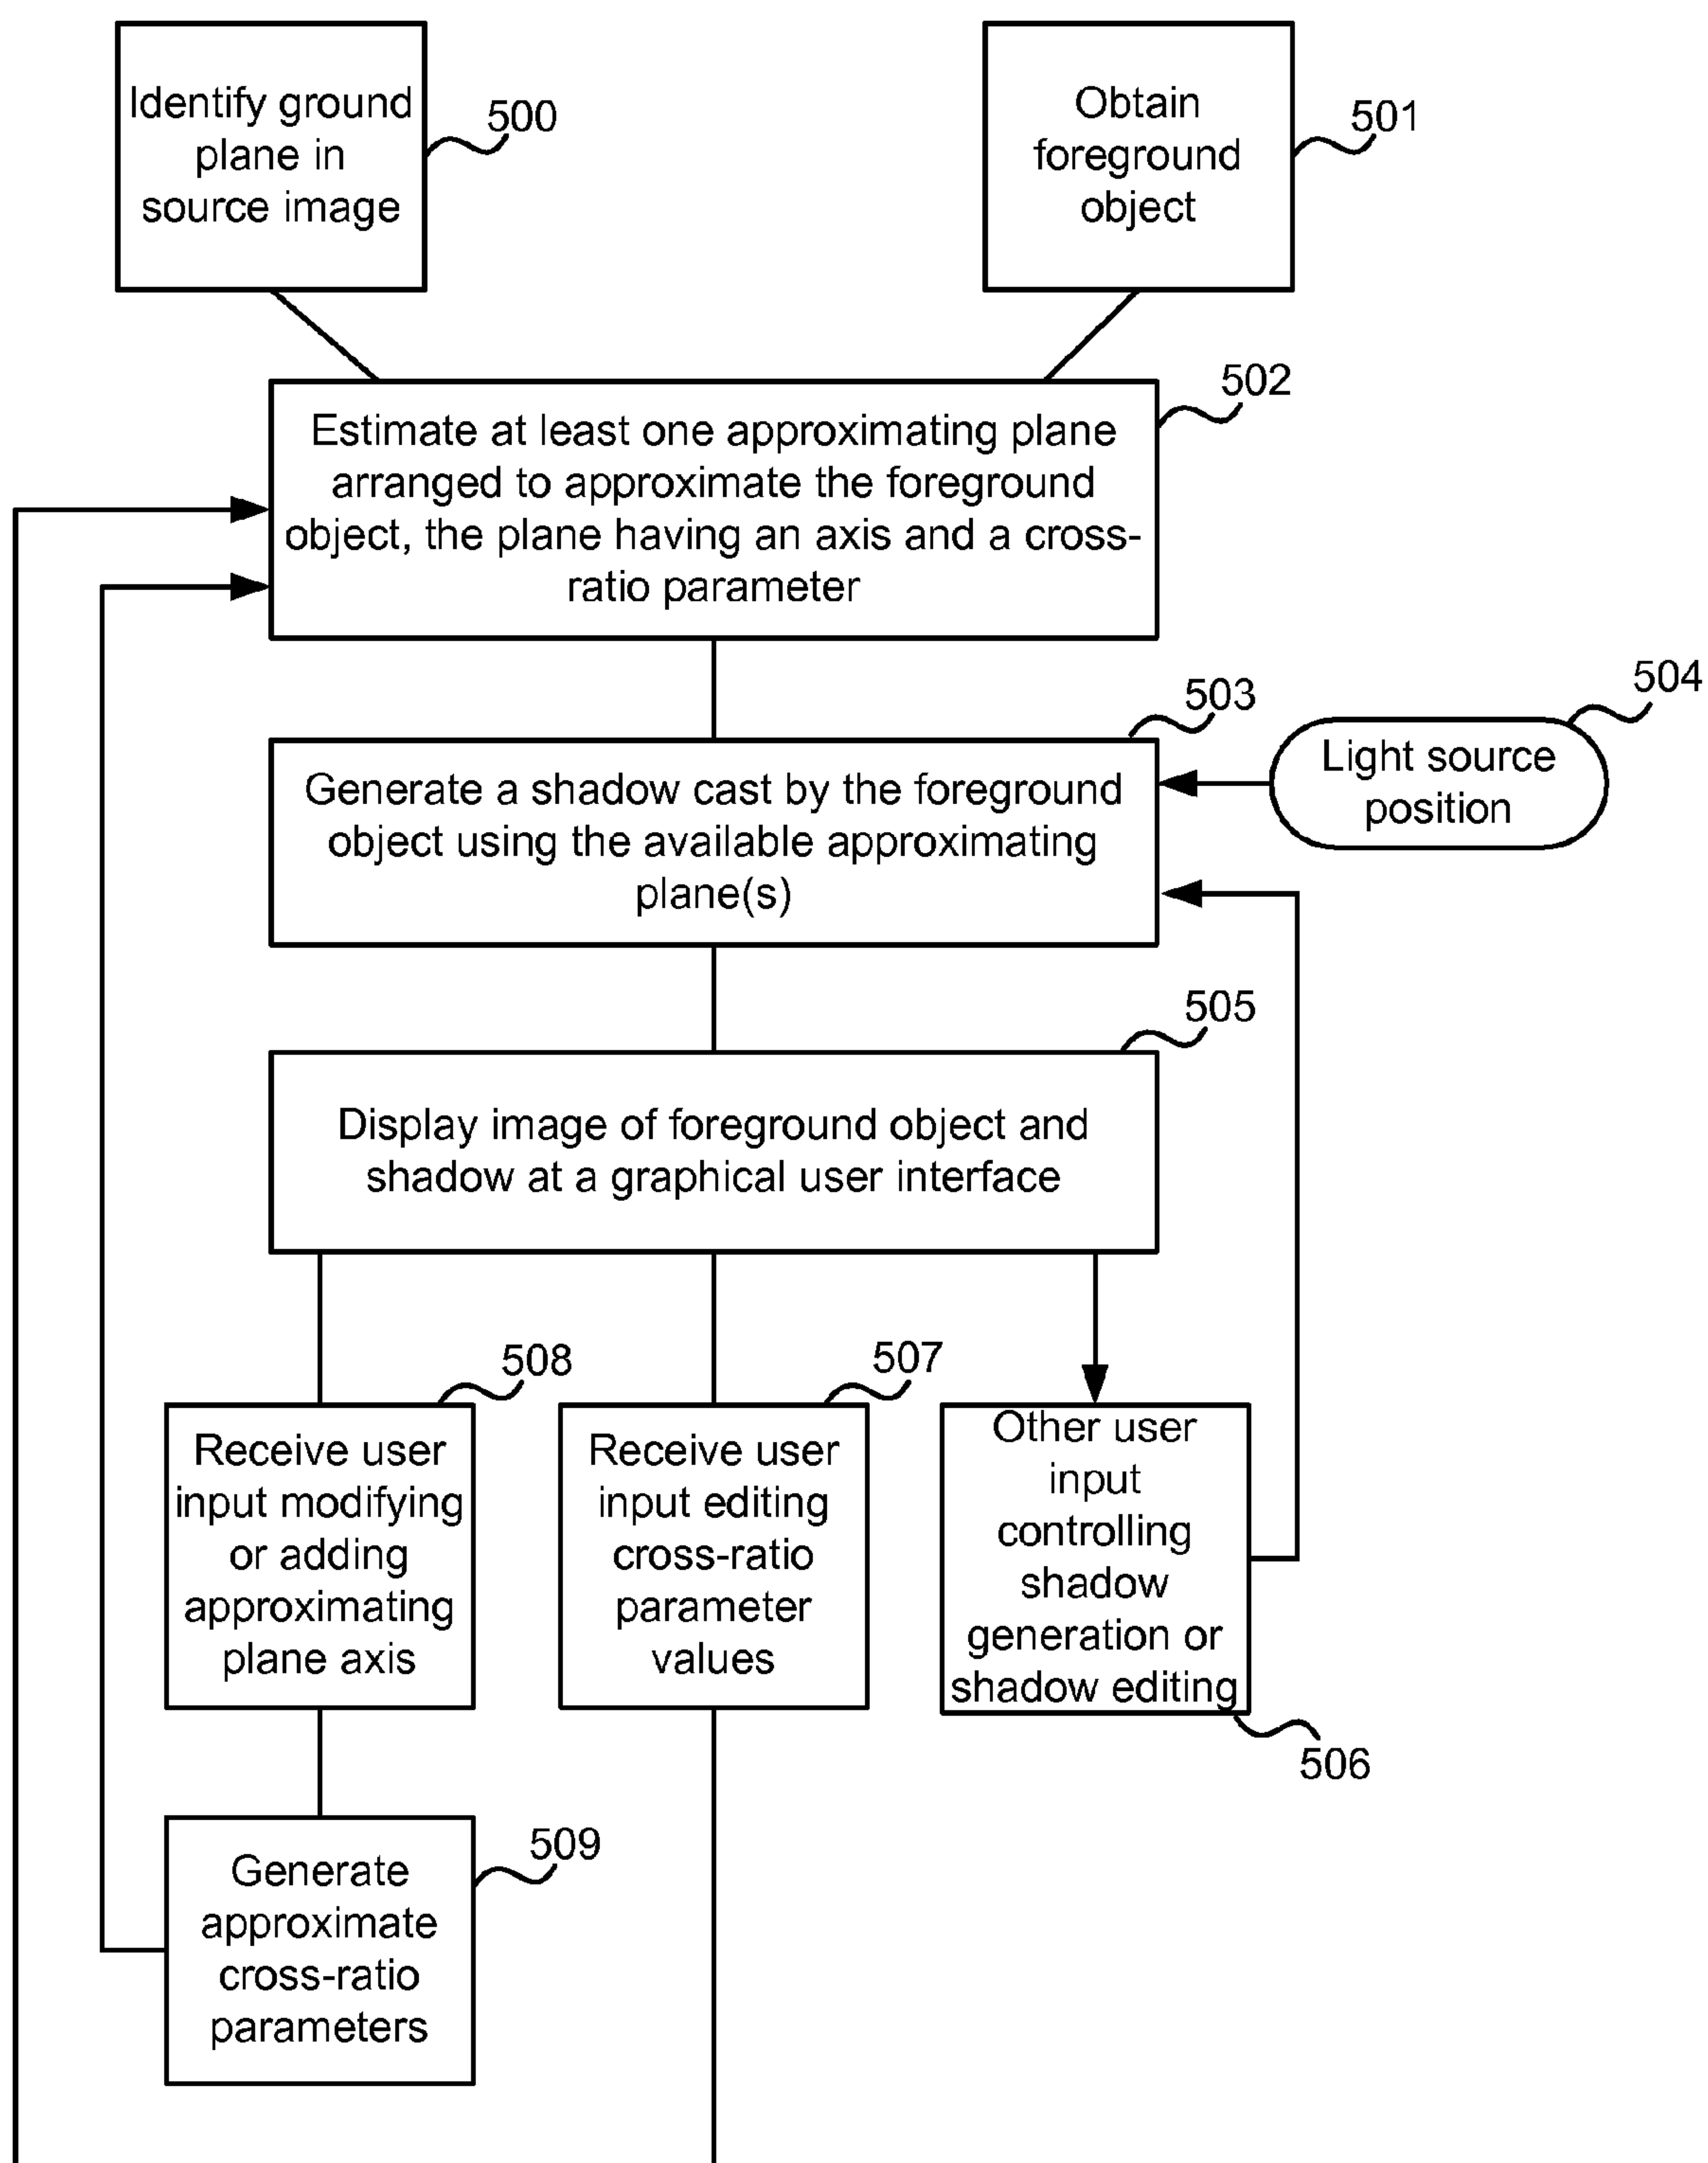 Identify ground
plane in
source image
500
Obtain
foreground
object
501
502
Estimate at least one approximating plane
arranged to approximate the foreground
object, the plane having an axis and a cross-
ratio parameter
503
Generate a shadow cast by the foreground
object using the available approximating
plane(s)
504
Light source
position
505
Display image of foreground object and
shadow at a graphical user interface
508
Receive user
input modifying
or adding
approximating
plane axis
507
Receive user
input editing
cross-ratio
parameter
values
Other user
input
controlling
shadow
generation or
shadow editing
506
509
Generate
approximate
cross-ratio
parameters